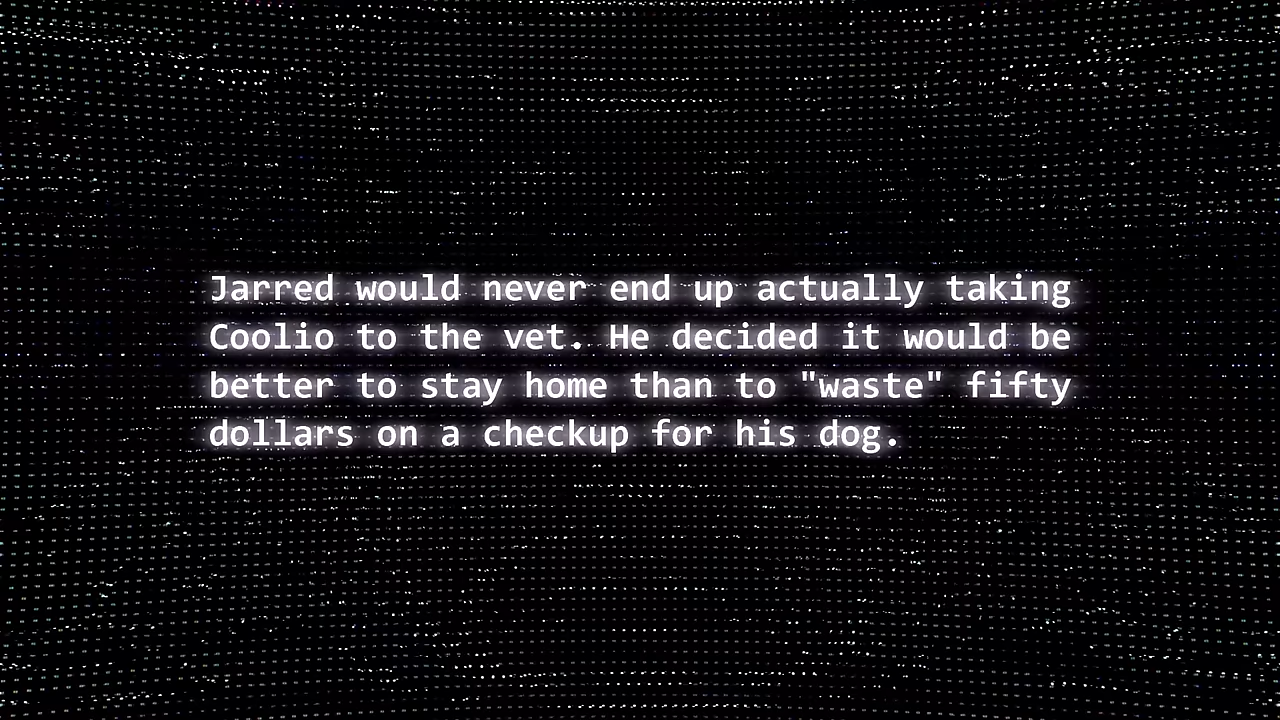 Jarred would never end up actually taking
Coolio to the vet. He decided it would be
better to stay home than to "waste" fifty
dollars on a checkup for his dog.